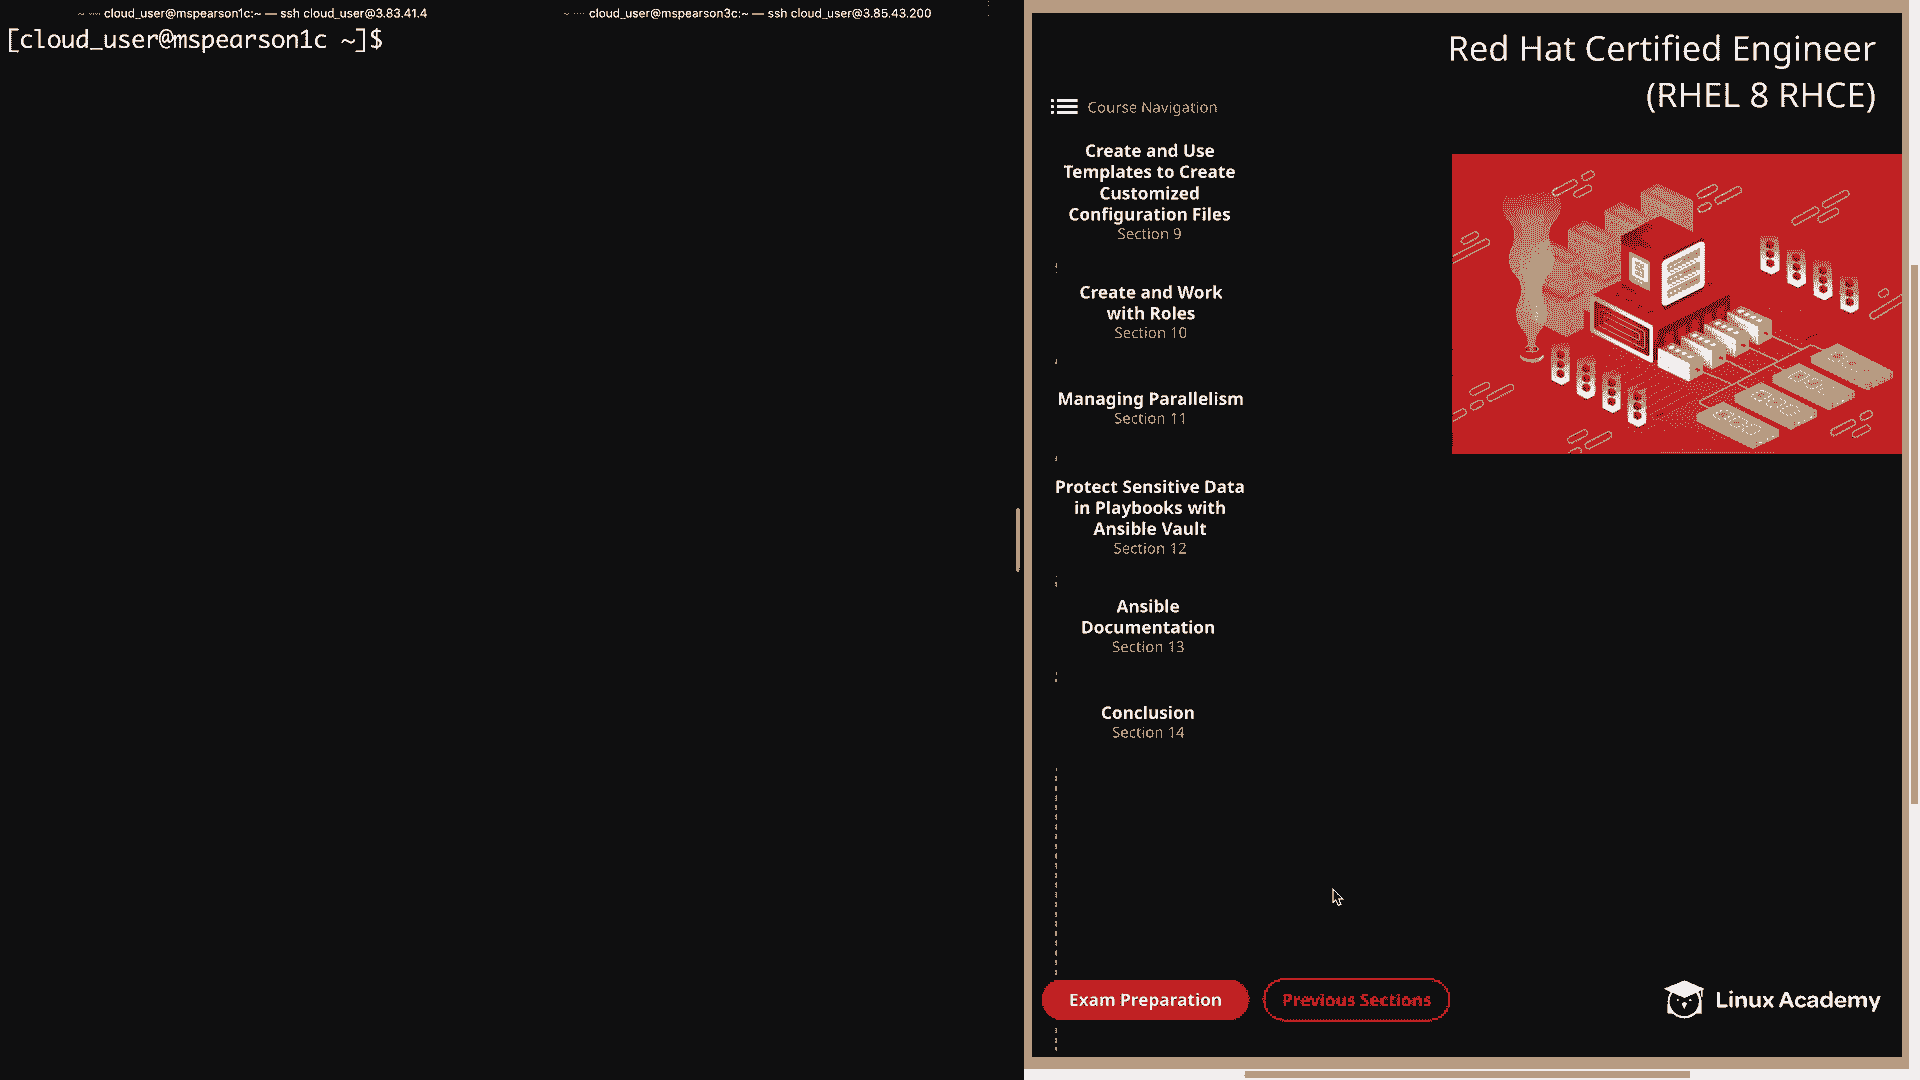 cloud_user@mspearson1c:~ — ssh cloud_user@3.83.41.4
cloud_user@mspearson3c:~ — ssh cloud_user@3.85.43.200
[cloud_user@mspearson1c ~]$
Red Hat Certified Engineer
(RHEL 8 RHCE)
Course Navigation
Create and Use
Templates to Create
Customized
Configuration Files
Section 9
Create and Work
with Roles
Section 10
Managing Parallelism
Section 11
Protect Sensitive Data
in Playbooks with
Ansible Vault
Section 12
Ansible
Documentation
Section 13
Conclusion
Section 14
Exam Preparation
Previous Sections
Linux Academy